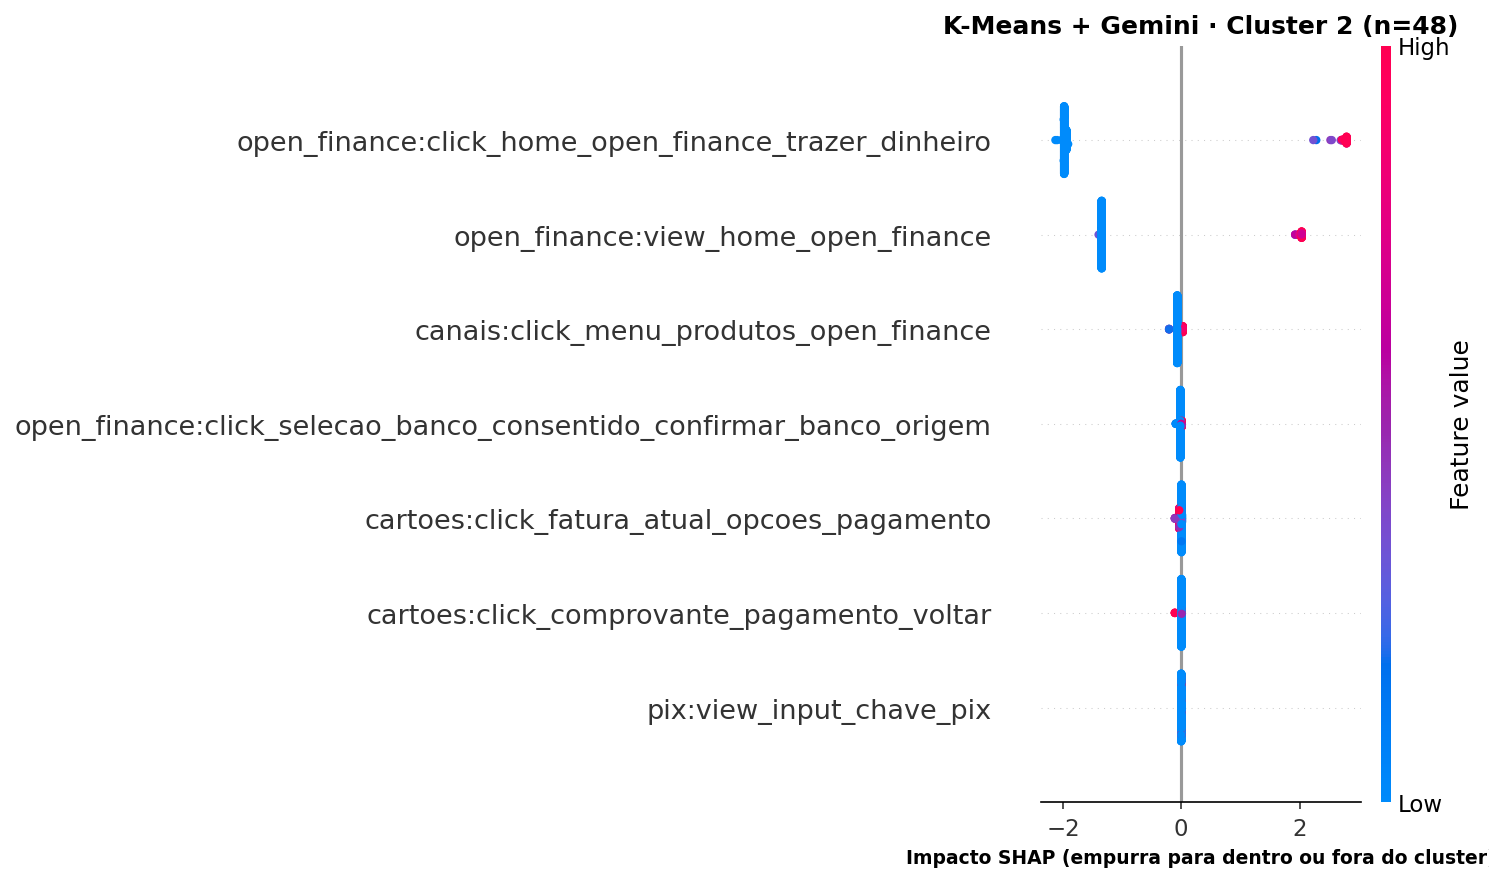 K-Means + Gemini · Cluster 2 (n=48)
High
open_finance:click_home_open_finance_trazer_dinheiro
open_finance:view_home_open_finance
canais:click_menu_produtos_open_finance
open_finance:click_selecao_banco_consentido_confirmar_banco_origem
cartoes:click_fatura_atual_opcoes_pagamento
cartoes:click_comprovante_pagamento_voltar
pix:view_input_chave_pix
Feature value
Low
−2 0 2
Impacto SHAP (empurra para dentro ou fora do cluster